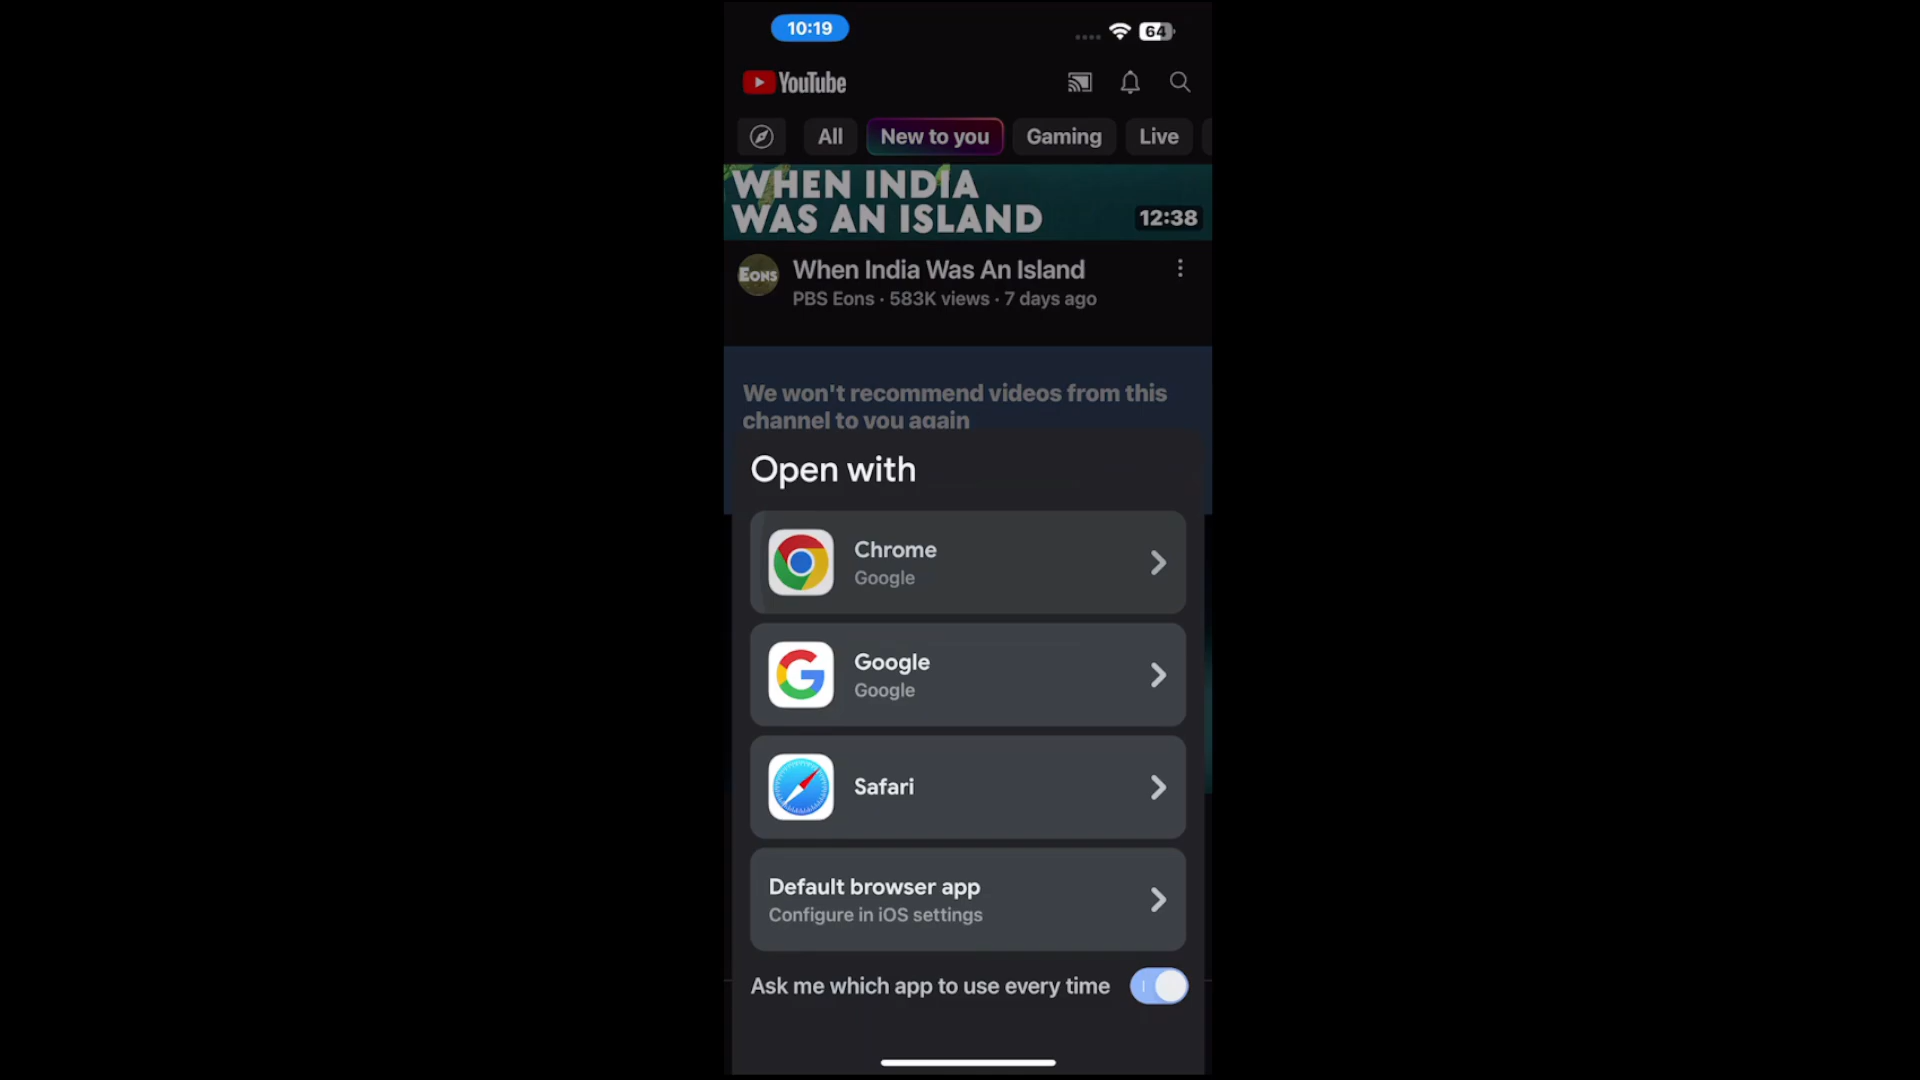 10:19
64
YouTube
All
New to you
Gaming
Live
WHEN INDIA
WAS AN ISLAND
12:38
EONS
When India Was An Island
PBS Eons · 583K views · 7 days ago
We won't recommend videos from this
channel to you again
Open with
Chrome
Google
Google
Google
Safari
Default browser app
Configure in iOS settings
Ask me which app to use every time